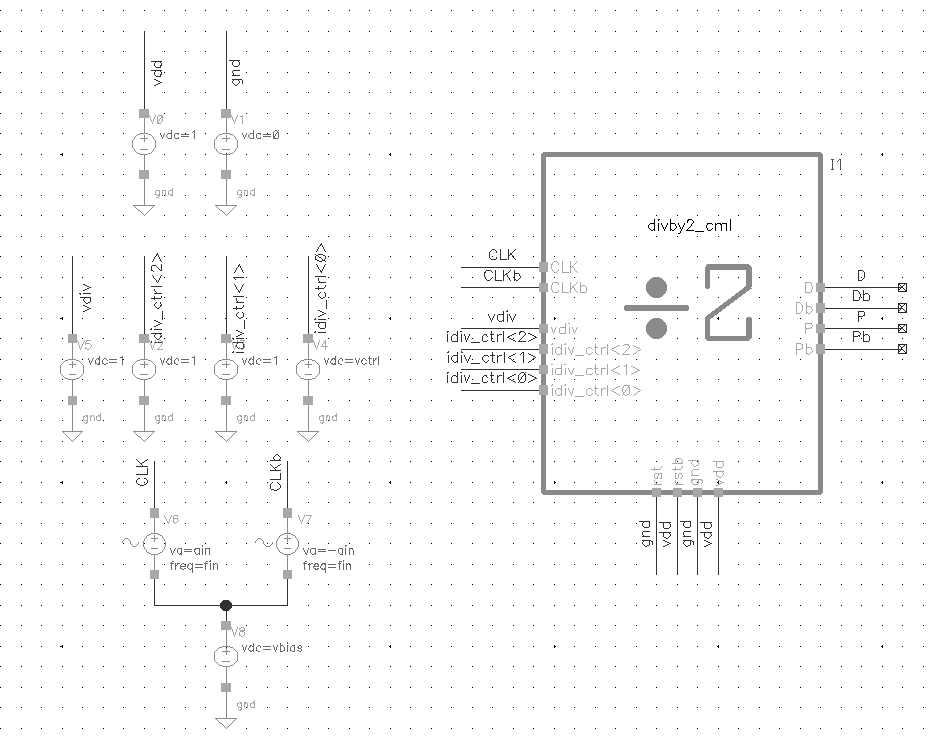 vdd
gnd
V0
V1
vdc=1
vdc=0
gnd
gnd
vdiv
idiv_ctrl<2>
idiv_ctrl<1>
idiv_ctrl<0>
V5
V2
V4
vdc=1
vdc=1
vdc=1
vdc=vctrl
gnd
gnd
gnd
gnd
CLK
CLKb
V6
V7
va=ain
freq=fin
va=-ain
freq=fin
V8
vdc=vbias
gnd
I1
divby2_cml
÷2
CLK
CLKb
vdiv
idiv_ctrl<2>
idiv_ctrl<1>
idiv_ctrl<0>
CLK
CLKb
vdiv
idiv_ctrl<2>
idiv_ctrl<1>
idiv_ctrl<0>
D
Db
P
Pb
D
Db
P
Pb
rst
rstb
gnd
vdd
gnd
vdd
gnd
vdd